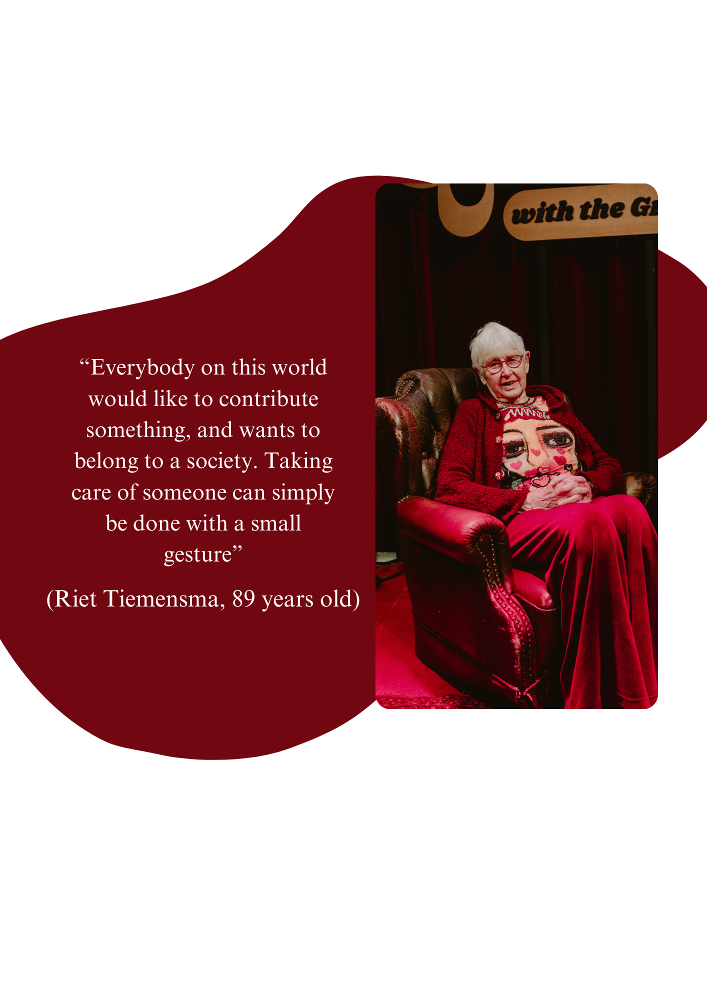 with the
“Everybody on this world
would like to contribute
something, and wants to
belong to a society. Taking
care of someone can simply
be done with a small
gesture”
(Riet Tiemensma, 89 years old)